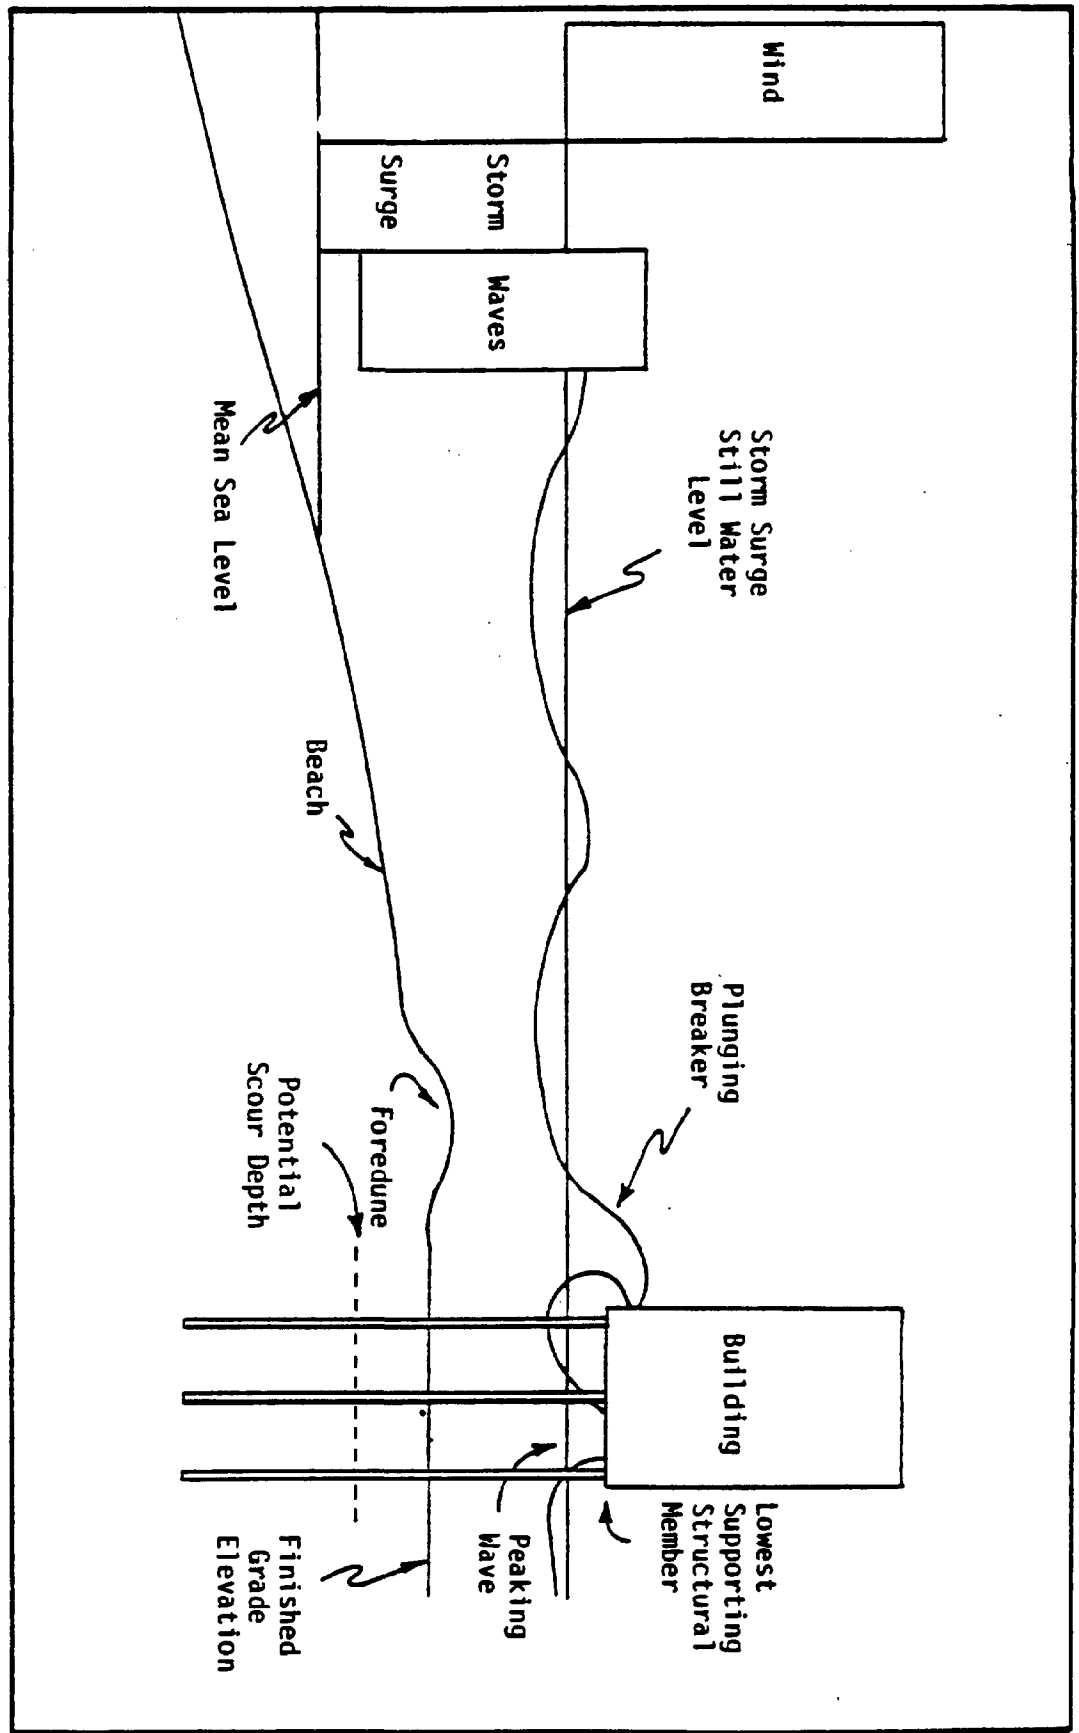 Wind
Storm
Surge
Waves
Storm Surge
Still Water
Level
Mean Sea Level
Beach
Plunging
Breaker
Foredune
Potential
Scour Depth
Building
Lowest
Supporting
Structural
Member
Peaking
Wave
Finished
Grade
Elevation